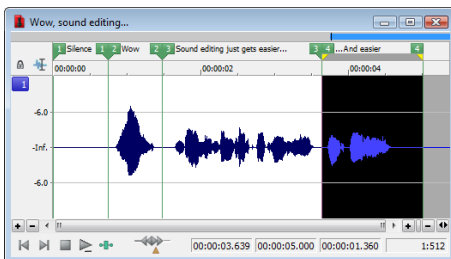 Wow, sound editing...
1 Silence 1 2 Wow 2 3 Sound editing just gets easier... 3 4 ...And easier 4
00:00:00 00:00:02 00:00:04
1
-6.0
-Inf.
-6.0
00:00:03.639 00:00:05.000 00:00:01.360 1:512